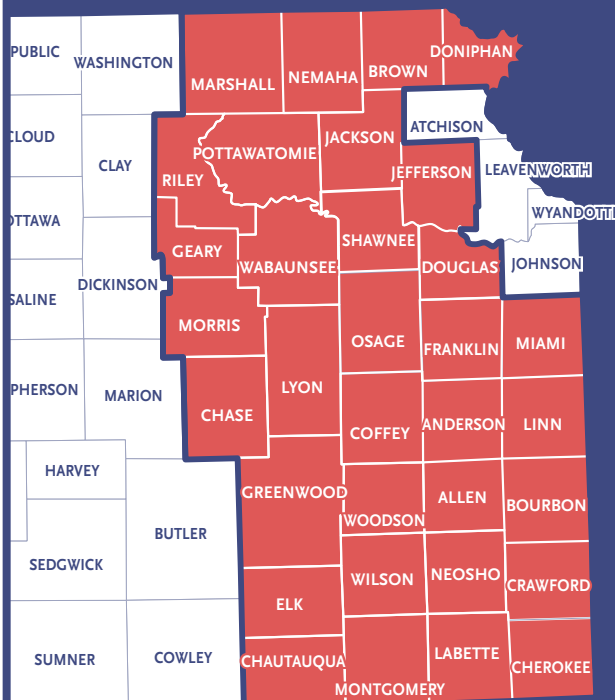 PUBLIC
WASHINGTON
MARSHALL
NEMAHA
BROWN
DONIPHAN
CLOUD
CLAY
RILEY
POTTAWATOMIE
JACKSON
ATCHISON
JEFFERSON
LEAVENWORTH
WYANDOTT
OTTAWA
GEARY
WABAUNSEE
SHAWNEE
DOUGLAS
JOHNSON
SALINE
DICKINSON
MORRIS
LYON
OSAGE
FRANKLIN
MIAMI
PHERSON
MARION
CHASE
COFFEY
ANDERSON
LINN
HARVEY
GREENWOOD
WOODSON
ALLEN
BOURBON
SEDGWICK
BUTLER
ELK
WILSON
NEOSHO
CRAWFORD
SUMNER
COWLEY
CHAUTAUQUA
MONTGOMERY
LABETTE
CHEROKEE